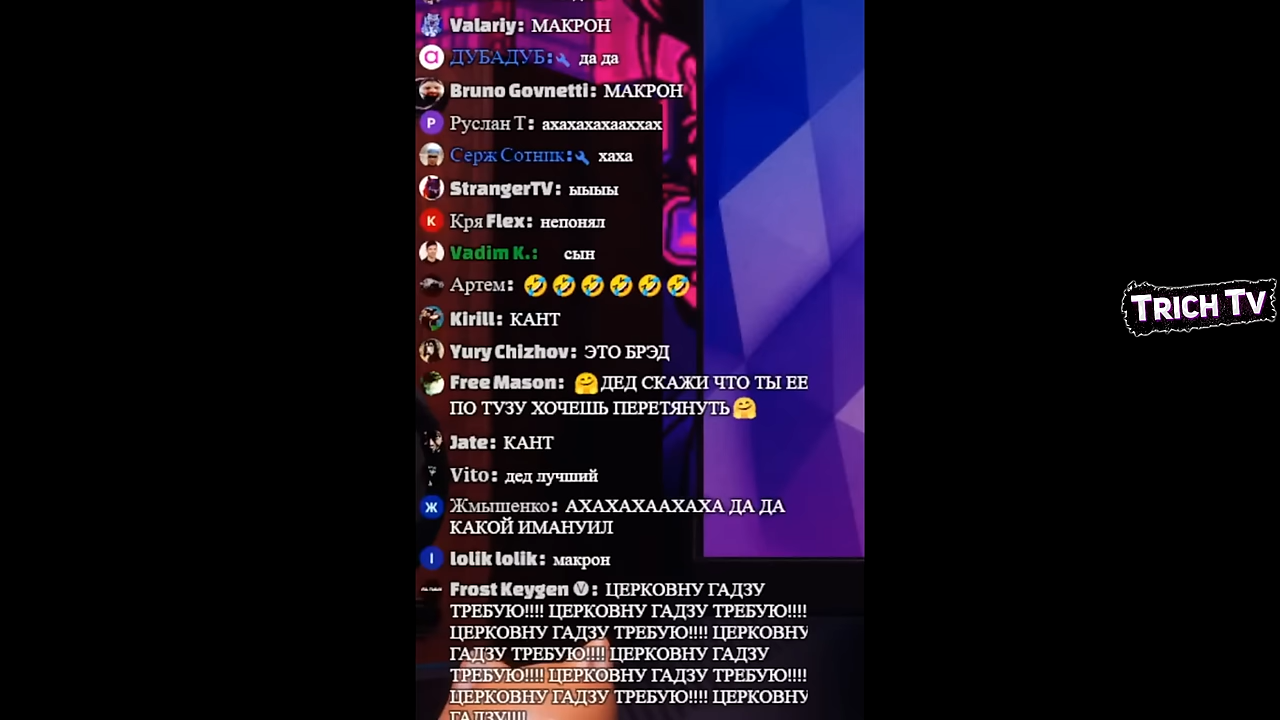 Valariy: МАКРОН
ДУБАДУБ: да да
Bruno Govnetti: МАКРОН
Руслан Т: ахахахахааххах
Серж Сотнпк: хаха
StrangerTV: ыыыы
Кря Flex: непонял
Vadim K.: сын
Артем: 🤣🤣🤣🤣🤣🤣
Kirill: КАНТ
Yury Chizhov: ЭТО БРЭД
Free Mason: 🤗ДЕД СКАЖИ ЧТО ТЫ ЕЕ
ПО ТУЗУ ХОЧЕШЬ ПЕРЕТЯНУТЬ🤗
Jate: КАНТ
Vito: дед лучший
Жмышенко: АХАХАХААХАХА ДА ДА
КАКОЙ ИМАНУИЛ
lolik lolik: макрон
Frost Keygen Ⓥ: ЦЕРКОВНУ ГАДЗУ
ТРЕБУЮ!!!! ЦЕРКОВНУ ГАДЗУ ТРЕБУЮ!!!!
ЦЕРКОВНУ ГАДЗУ ТРЕБУЮ!!!! ЦЕРКОВНУ
ГАДЗУ ТРЕБУЮ!!!! ЦЕРКОВНУ ГАДЗУ
ТРЕБУЮ!!!! ЦЕРКОВНУ ГАДЗУ ТРЕБУЮ!!!!
ЦЕРКОВНУ ГАДЗУ ТРЕБУЮ!!!! ЦЕРКОВНУ
ГАДЗУ!!!!
TRICH TV